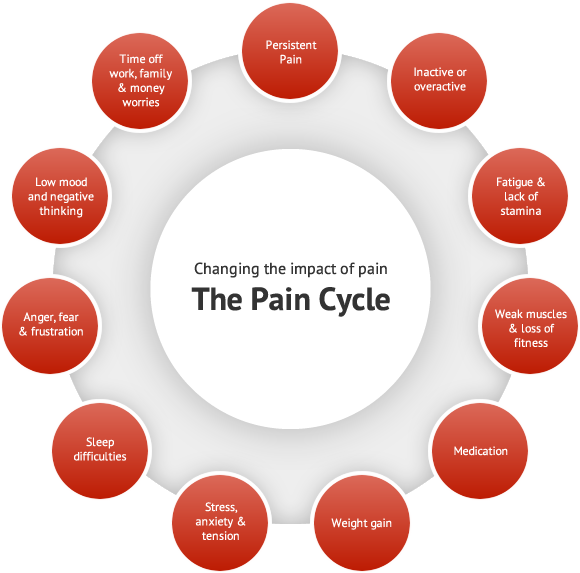 Persistent
Pain
Inactive or
overactive
Fatigue &
lack of
stamina
Weak muscles
& loss of
fitness
Medication
Weight gain
Stress,
anxiety &
tension
Sleep
difficulties
Anger, fear
& frustration
Low mood
and negative
thinking
Time off
work, family
& money
worries
Changing the impact of pain
The Pain Cycle